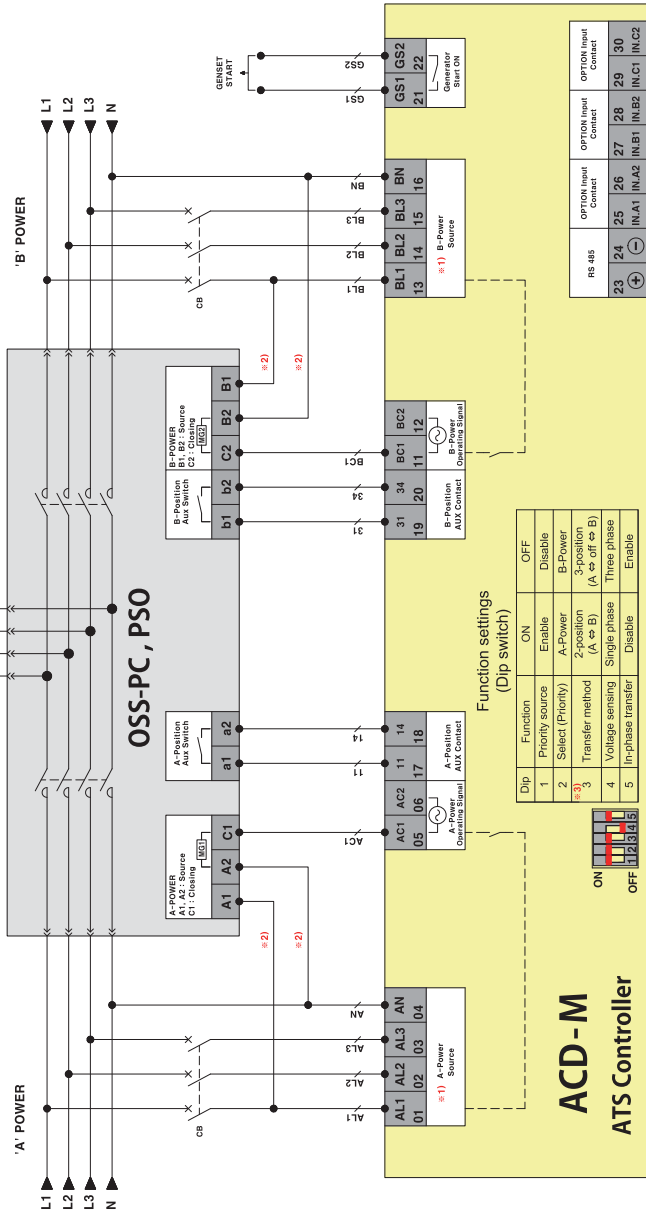 'A' POWER
L1
L2
L3
N
'B' POWER
L1
L2
L3
N
OSS-PC, PSO
A-POWER
A1, A2 : Source
C1 : Closing
MG1
A1
A2
C1
A-Position
Aux Switch
a1
a2
B-Position
Aux Switch
b1
b2
B-POWER
B1, B2 : Source
C2 : Closing
MG2
C2
B2
B1
CB
CB
※2)
※2)
※2)
※2)
GENSET
START
AL1
AL2
AL3
AN
AC1
11
14
31
34
BC1
BL1
BL2
BL3
BN
GS1
GS2
AL1
AL2
AL3
AN
01
02
03
04
※1) A-Power
Source
AC1
AC2
11
14
05
06
17
18
A-Power
Operating Signal
A-Position
AUX Contact
31
34
BC1
BC2
19
20
11
12
B-Position
AUX Contact
B-Power
Operating Signal
BL1
BL2
BL3
BN
13
14
15
16
※1) B-Power
Source
GS1
GS2
21
22
Generator
Start ON
ACD-M
ATS Controller
ON
OFF
1 2 3 4 5
Function settings
(Dip switch)
Dip Function ON OFF
1 Priority source Enable Disable
2 Select (Priority) A-Power B-Power
※3)
3 Transfer method 2-position (A ⇔ B) 3-position (A ⇔ off ⇔ B)
4 Voltage sensing Single phase Three phase
5 In-phase transfer Disable Enable
RS 485
OPTION Input
Contact
OPTION Input
Contact
OPTION Input
Contact
23 24 25 26 27 28 29 30
+ − IN.A1 IN.A2 IN.B1 IN.B2 IN.C1 IN.C2